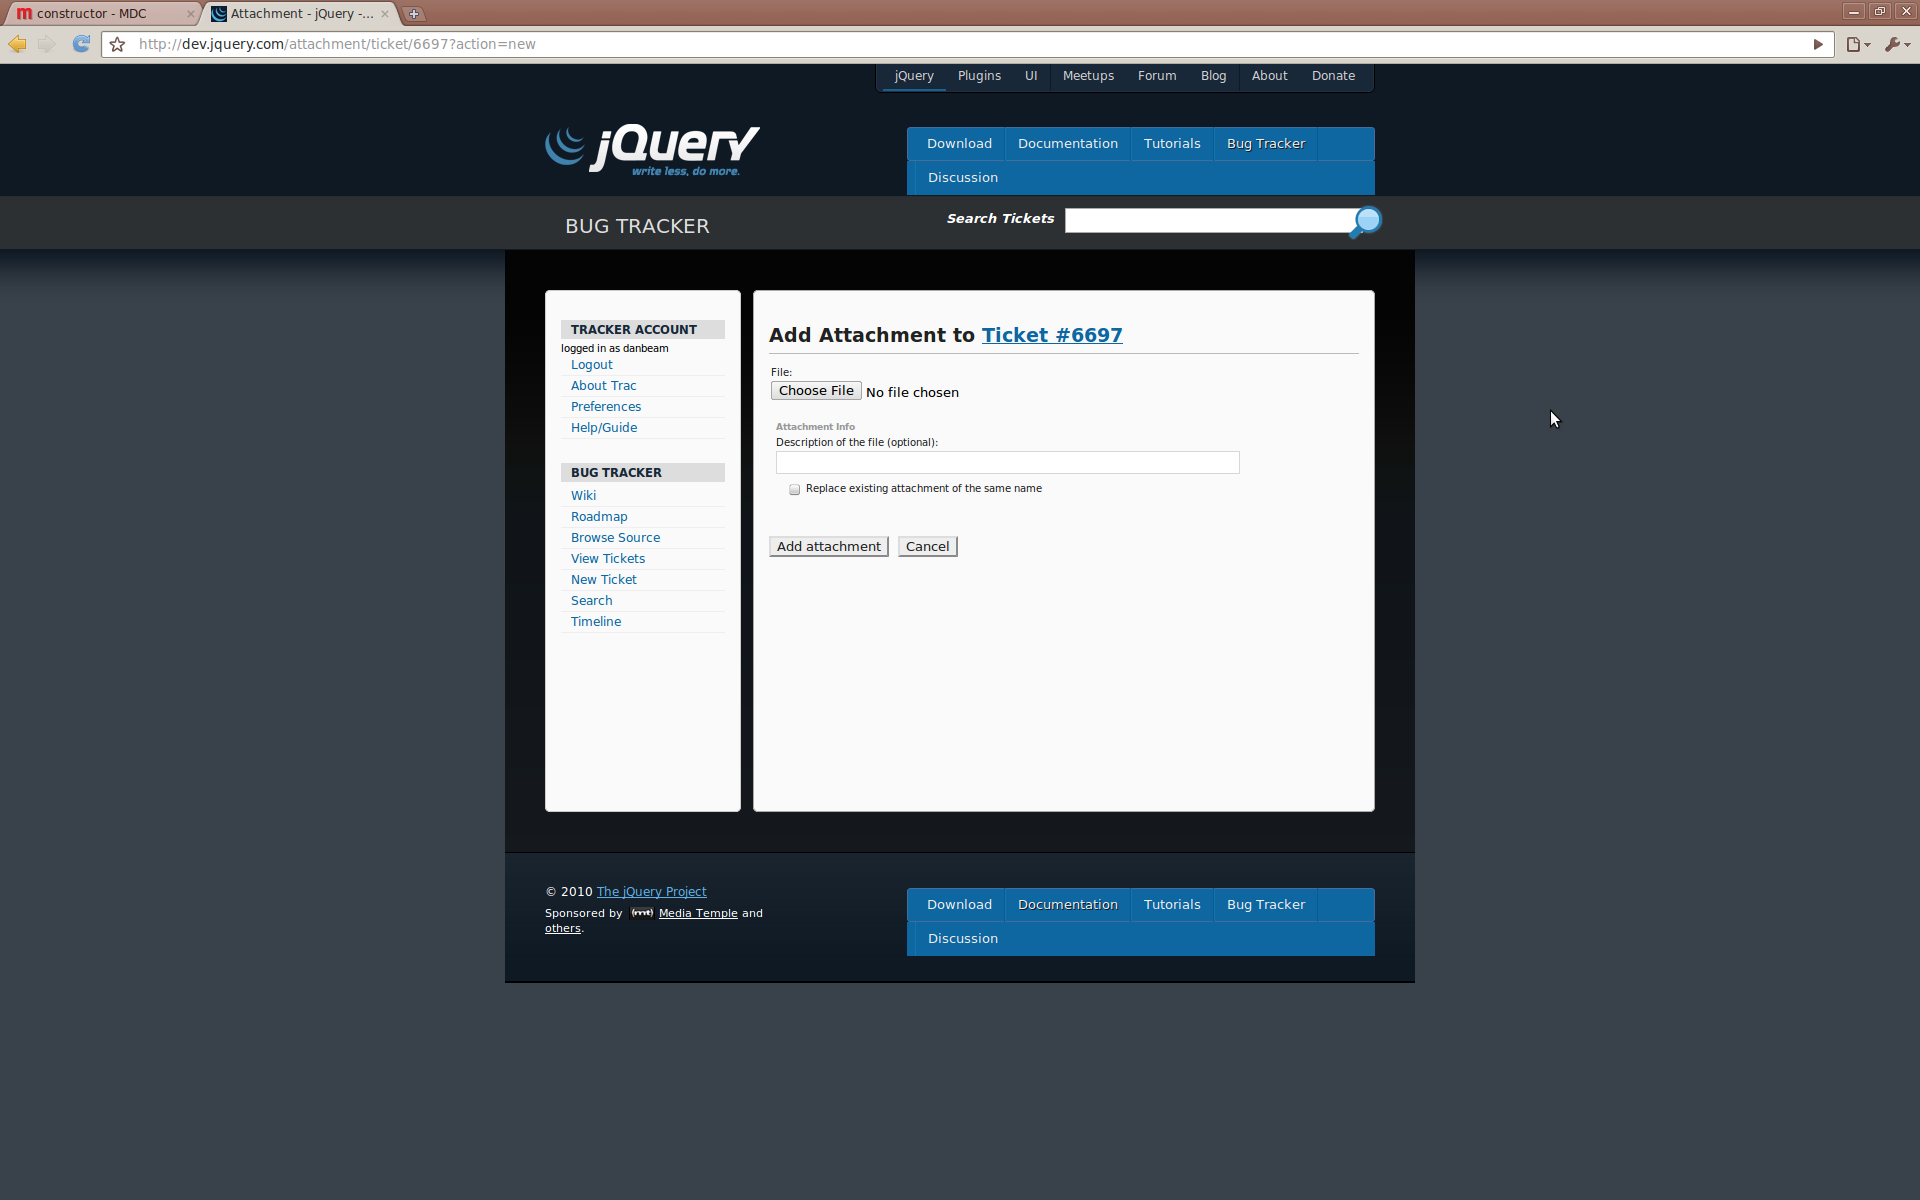 constructor - MDC
Attachment - jQuery -...
http://dev.jquery.com/attachment/ticket/6697?action=new
jQuery Plugins UI Meetups Forum Blog About Donate
jQuery
write less, do more.
Download Documentation Tutorials Bug Tracker
Discussion
BUG TRACKER
Search Tickets
TRACKER ACCOUNT
logged in as danbeam
Logout
About Trac
Preferences
Help/Guide
BUG TRACKER
Wiki
Roadmap
Browse Source
View Tickets
New Ticket
Search
Timeline
Add Attachment to Ticket #6697
File:
Choose File No file chosen
Attachment Info
Description of the file (optional):
Replace existing attachment of the same name
Add attachment Cancel
© 2010 The jQuery Project
Sponsored by (mt) Media Temple and
others.
Download Documentation Tutorials Bug Tracker
Discussion